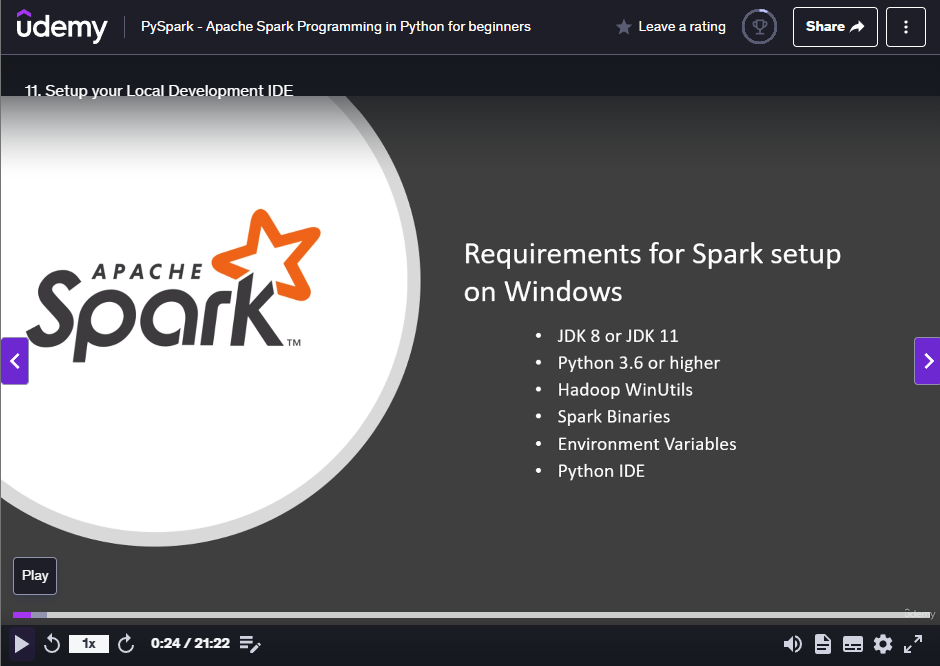 ûdemy
PySpark - Apache Spark Programming in Python for beginners
Leave a rating
Share
11. Setup your Local Development IDE
APACHE
Spark™
Requirements for Spark setup
on Windows
• JDK 8 or JDK 11
• Python 3.6 or higher
• Hadoop WinUtils
• Spark Binaries
• Environment Variables
• Python IDE
Play
ûdemy
1x
0:24 / 21:22